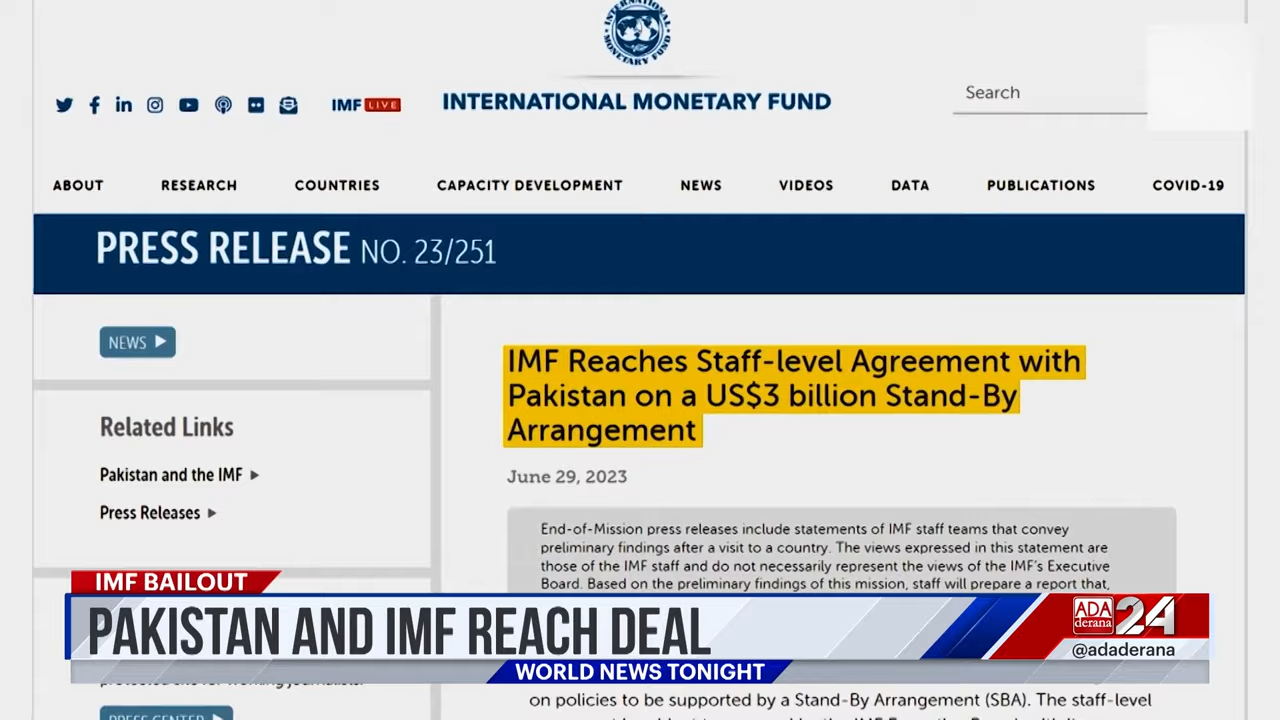 INTERNATIONAL MONETARY FUND
IMF LIVE
INTERNATIONAL MONETARY FUND
Search
ABOUT RESEARCH COUNTRIES CAPACITY DEVELOPMENT NEWS VIDEOS DATA PUBLICATIONS COVID-19
PRESS RELEASE NO. 23/251
NEWS
Related Links
Pakistan and the IMF
Press Releases
IMF Reaches Staff-level Agreement with
Pakistan on a US$3 billion Stand-By
Arrangement
June 29, 2023
End-of-Mission press releases include statements of IMF staff teams that convey
preliminary findings after a visit to a country. The views expressed in this statement are
those of the IMF staff and do not necessarily represent the views of the IMF's Executive
Board. Based on the preliminary findings of this mission, staff will prepare a report that,
IMF BAILOUT
PAKISTAN AND IMF REACH DEAL
ADA
derana
24
@adaderana
WORLD NEWS TONIGHT
on policies to be supported by a Stand-By Arrangement (SBA). The staff-level
PRESS CENTER